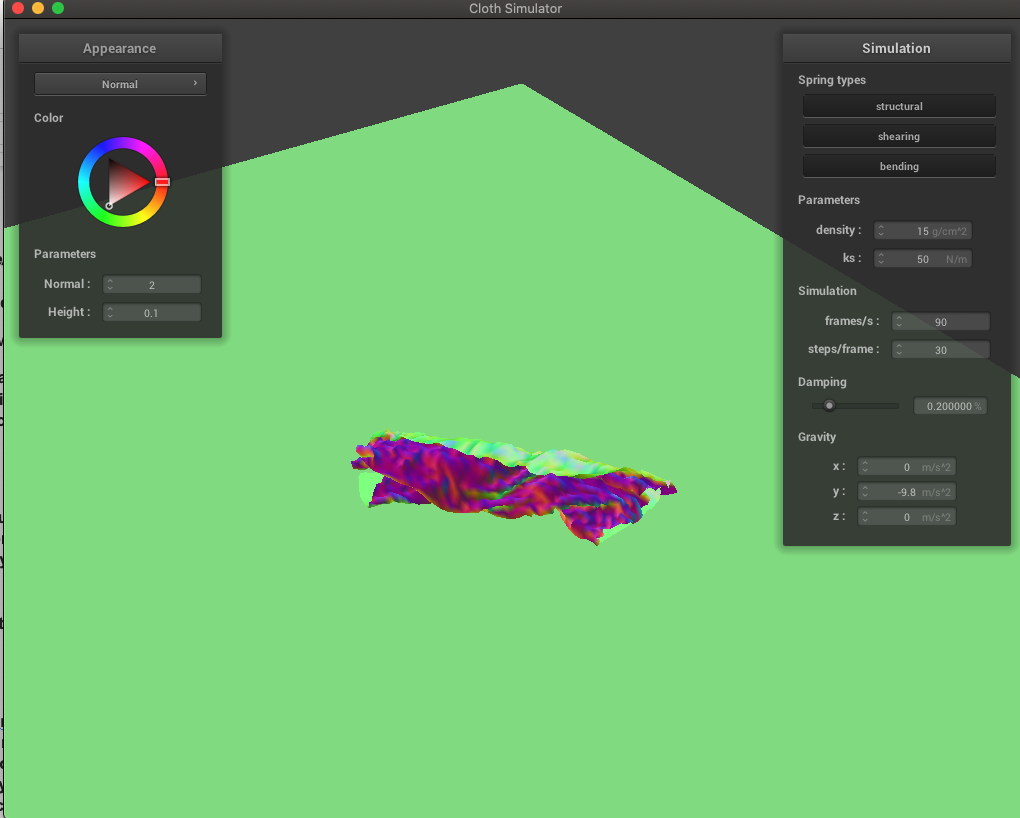 Cloth Simulator
Appearance
Normal
Color
Parameters
Normal : 2
Height : 0.1
Simulation
Spring types
structural
shearing
bending
Parameters
density : 15 g/cm^2
ks : 50 N/m
Simulation
frames/s : 90
steps/frame : 30
Damping
0.200000 %
Gravity
x : 0 m/s^2
y : -9.8 m/s^2
z : 0 m/s^2